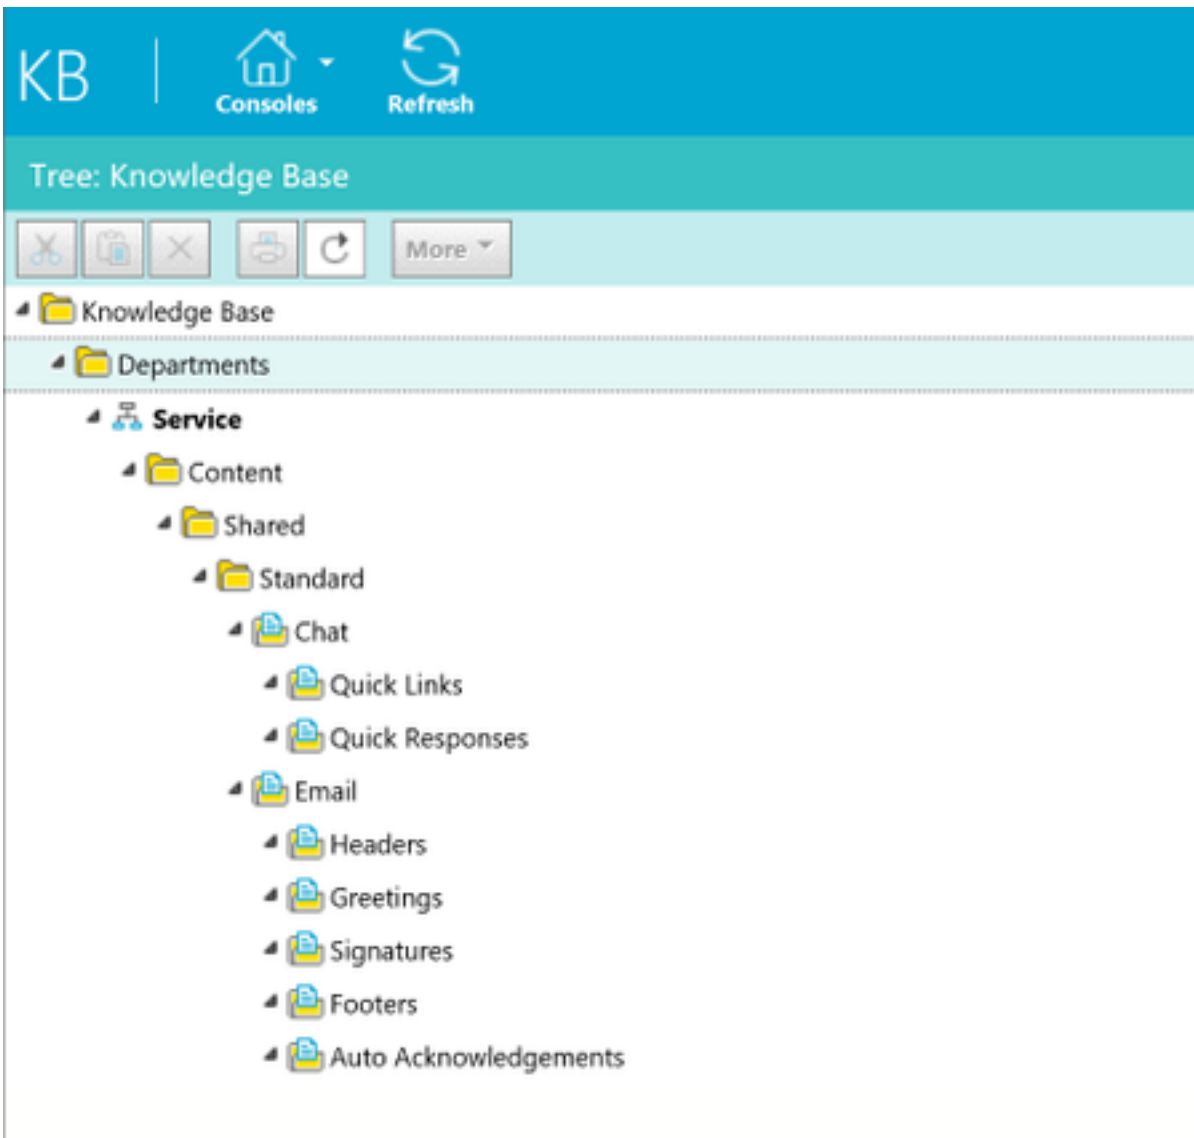 KB
Consoles
Refresh
Tree: Knowledge Base
More
Knowledge Base
Departments
Service
Content
Shared
Standard
Chat
Quick Links
Quick Responses
Email
Headers
Greetings
Signatures
Footers
Auto Acknowledgements